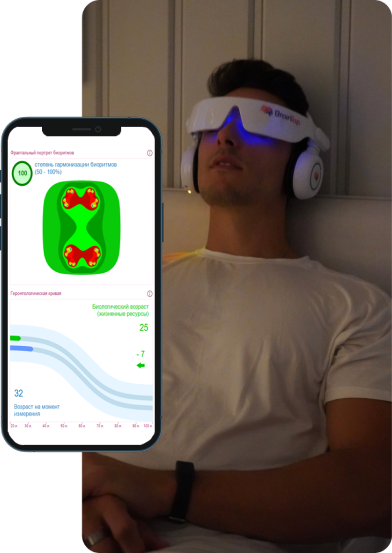 Фрактальный портрет биоритмов
100
степень гармонизации биоритмов
(50 - 100%)
Геронтологическая кривая
Биологический возраст
(жизненные ресурсы)
25
- 7
32
Возраст на момент
измерения